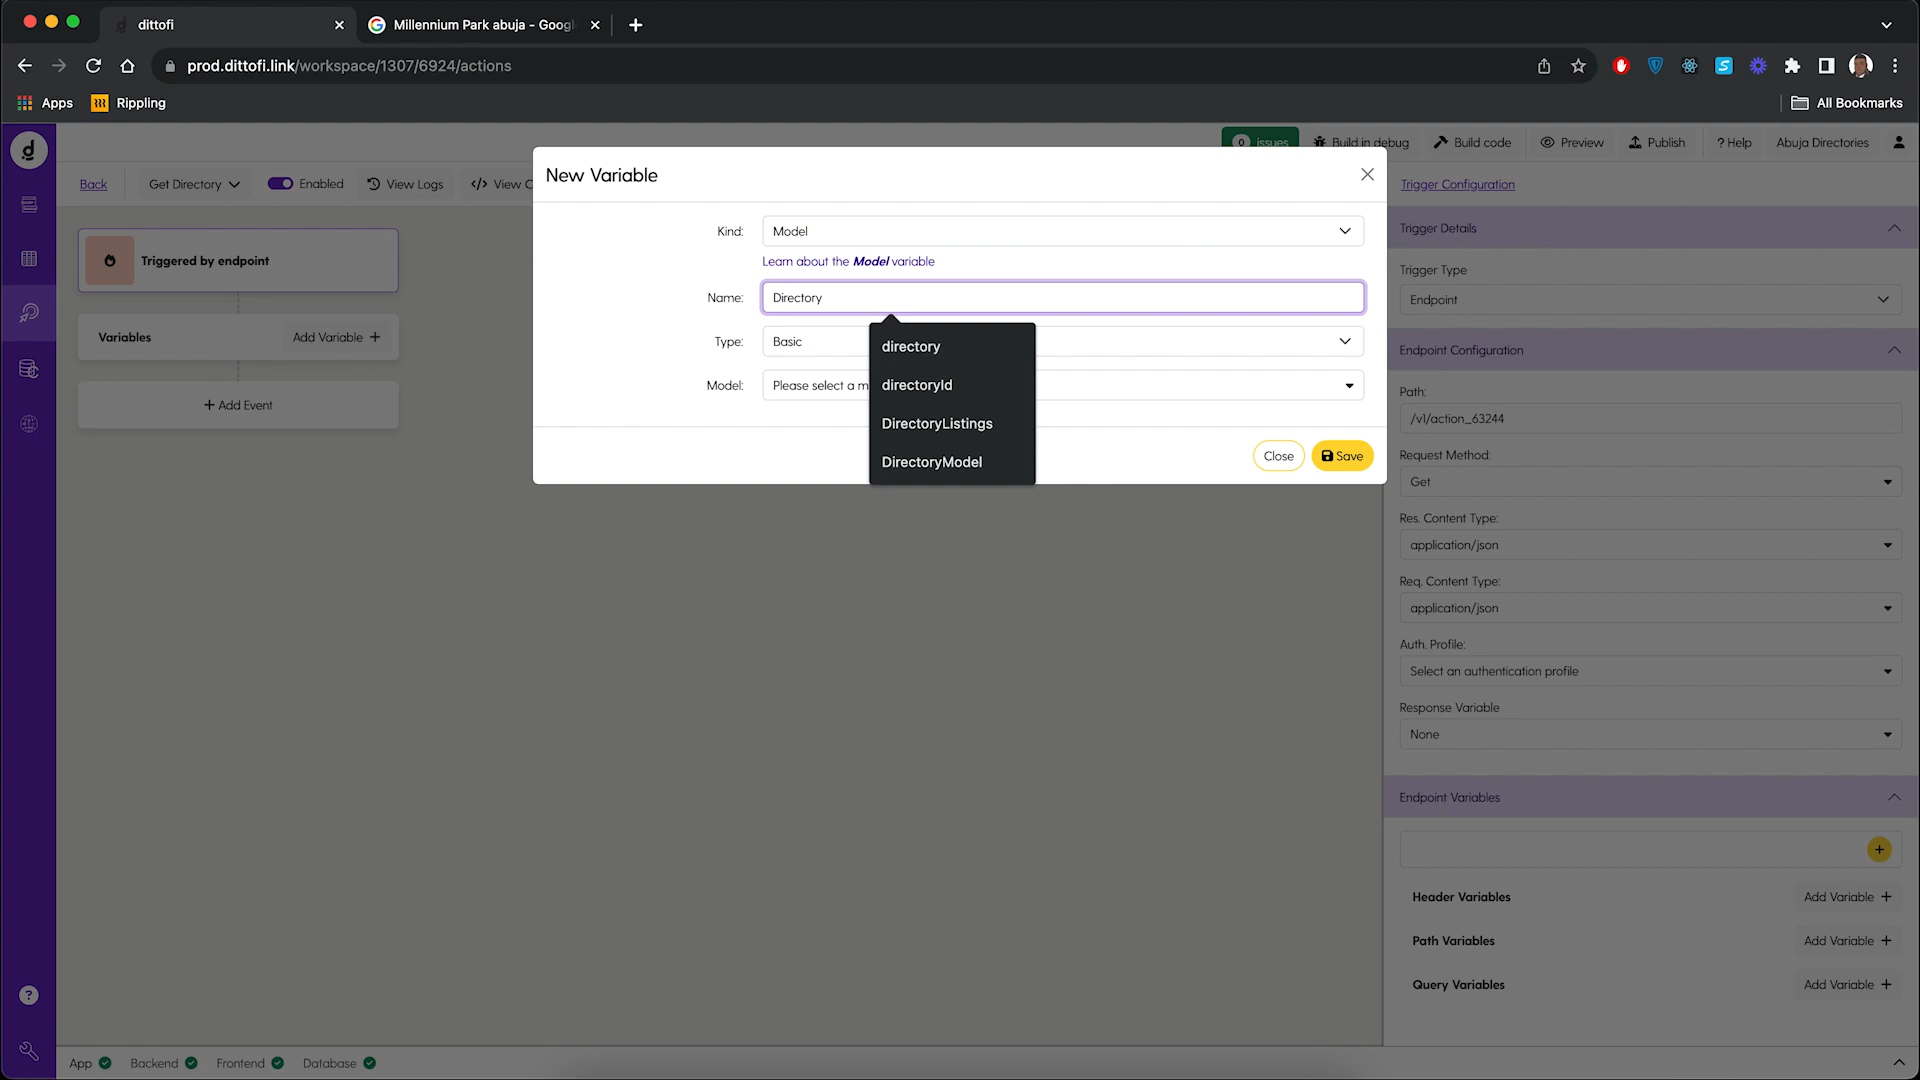 dittofi
Millennium Park abuja - Googl
prod.dittofi.link/workspace/1307/6924/actions
Apps
Rippling
All Bookmarks
0 issues
Build in debug
Build code
Preview
Publish
? Help
Abuja Directories
Back
Get Directory
Enabled
View Logs
View C
Triggered by endpoint
Variables
Add Variable +
+ Add Event
New Variable
Kind:
Model
Learn about the Model variable
Name:
Directory
Type:
Basic
Model:
Please select a m
directory
directoryId
DirectoryListings
DirectoryModel
Close
Save
Trigger Configuration
Trigger Details
Trigger Type
Endpoint
Endpoint Configuration
Path:
/v1/action_63244
Request Method:
Get
Res. Content Type:
application/json
Req. Content Type:
application/json
Auth. Profile:
Select an authentication profile
Response Variable
None
Endpoint Variables
Header Variables
Add Variable +
Path Variables
Add Variable +
Query Variables
Add Variable +
App
Backend
Frontend
Database